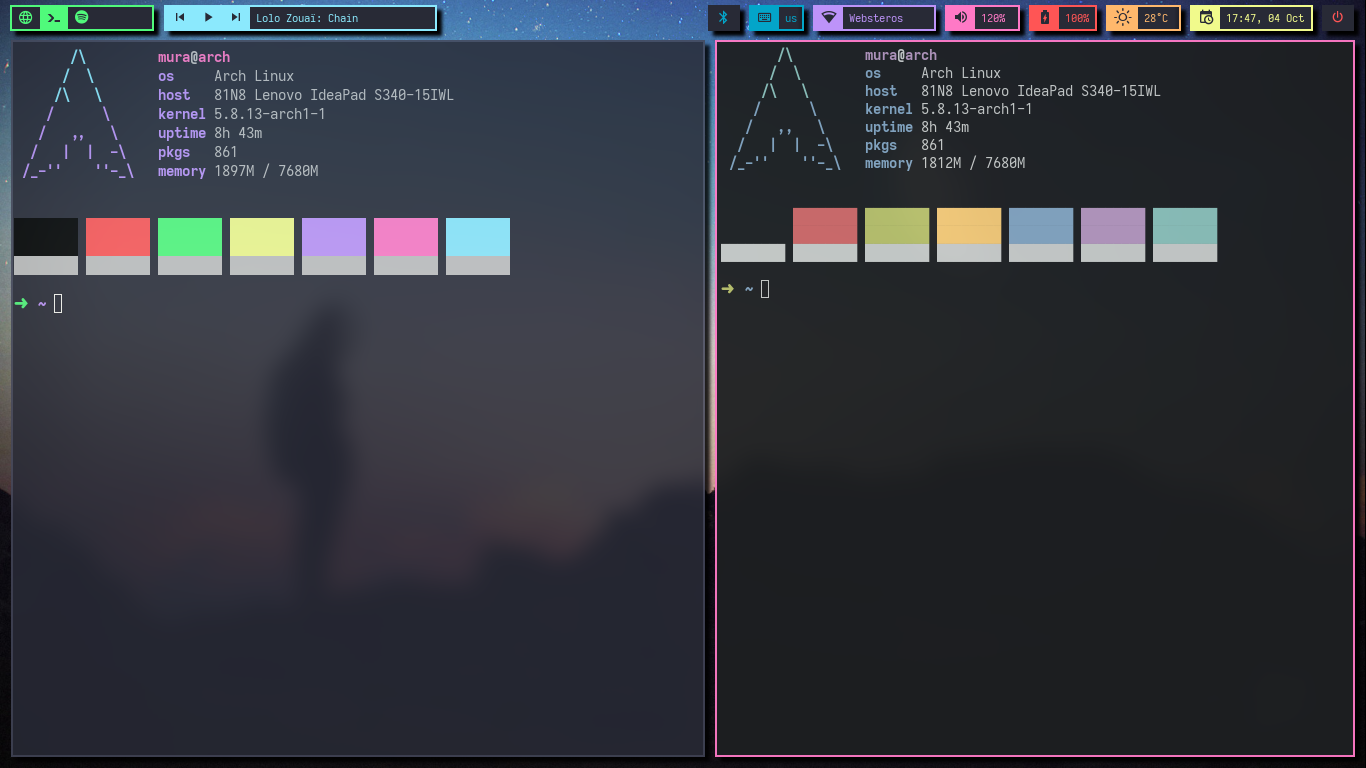 Lolo Zouaï: Chain
us
Websteros
120%
100%
28°C
17:47, 04 Oct
mura@arch
os Arch Linux
host 81N8 Lenovo IdeaPad S340-15IWL
kernel 5.8.13-arch1-1
uptime 8h 43m
pkgs 861
memory 1897M / 7680M
➜ ~
mura@arch
os Arch Linux
host 81N8 Lenovo IdeaPad S340-15IWL
kernel 5.8.13-arch1-1
uptime 8h 43m
pkgs 861
memory 1812M / 7680M
➜ ~